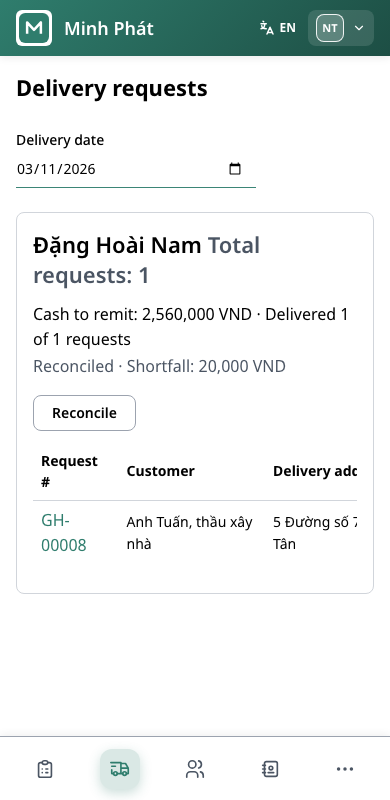 Minh Phát
EN
NT
Delivery requests
Delivery date
03/11/2026
Đặng Hoài Nam Total
requests: 1
Cash to remit: 2,560,000 VND · Delivered 1
of 1 requests
Reconciled · Shortfall: 20,000 VND
Reconcile
Request
#
Customer
Delivery add
GH-
00008
Anh Tuấn, thầu xây
nhà
5 Đường số 7
Tân